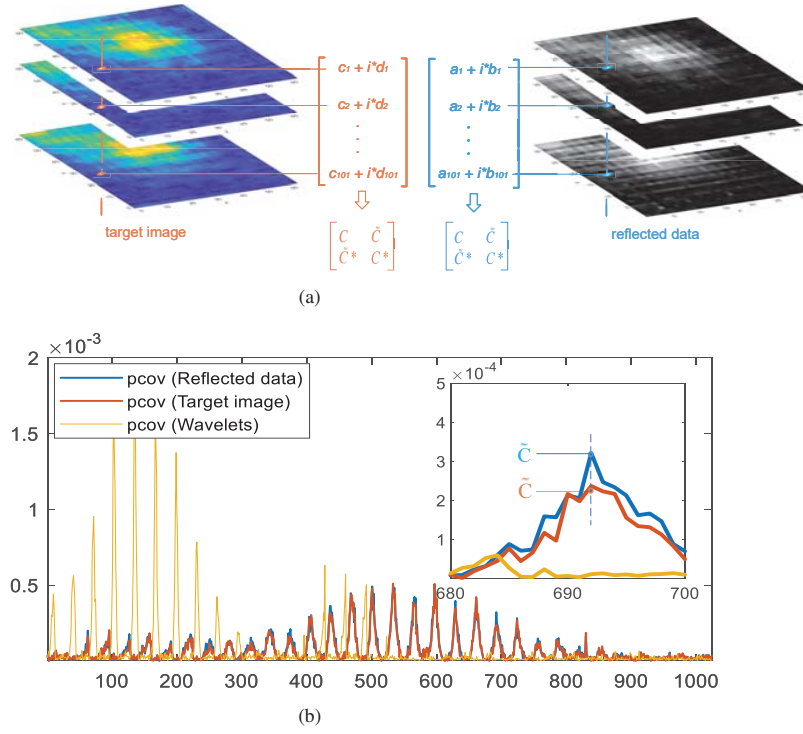 c₁ + i*d₁
c₂ + i*d₂
c₁₀₁ + i*d₁₀₁
a₁ + i*b₁
a₂ + i*b₂
a₁₀₁ + i*b₁₀₁
target image
C C̃
C̃* C*
C C̃
C̃* C*
reflected data
(a)
×10⁻³
2
1.5
1
0.5
pcov (Reflected data)
pcov (Target image)
pcov (Wavelets)
×10⁻⁴
5
4
3
2
1
C̃
C̃
680 692 700
100 200 300 400 500 600 700 800 900 1000
(b)